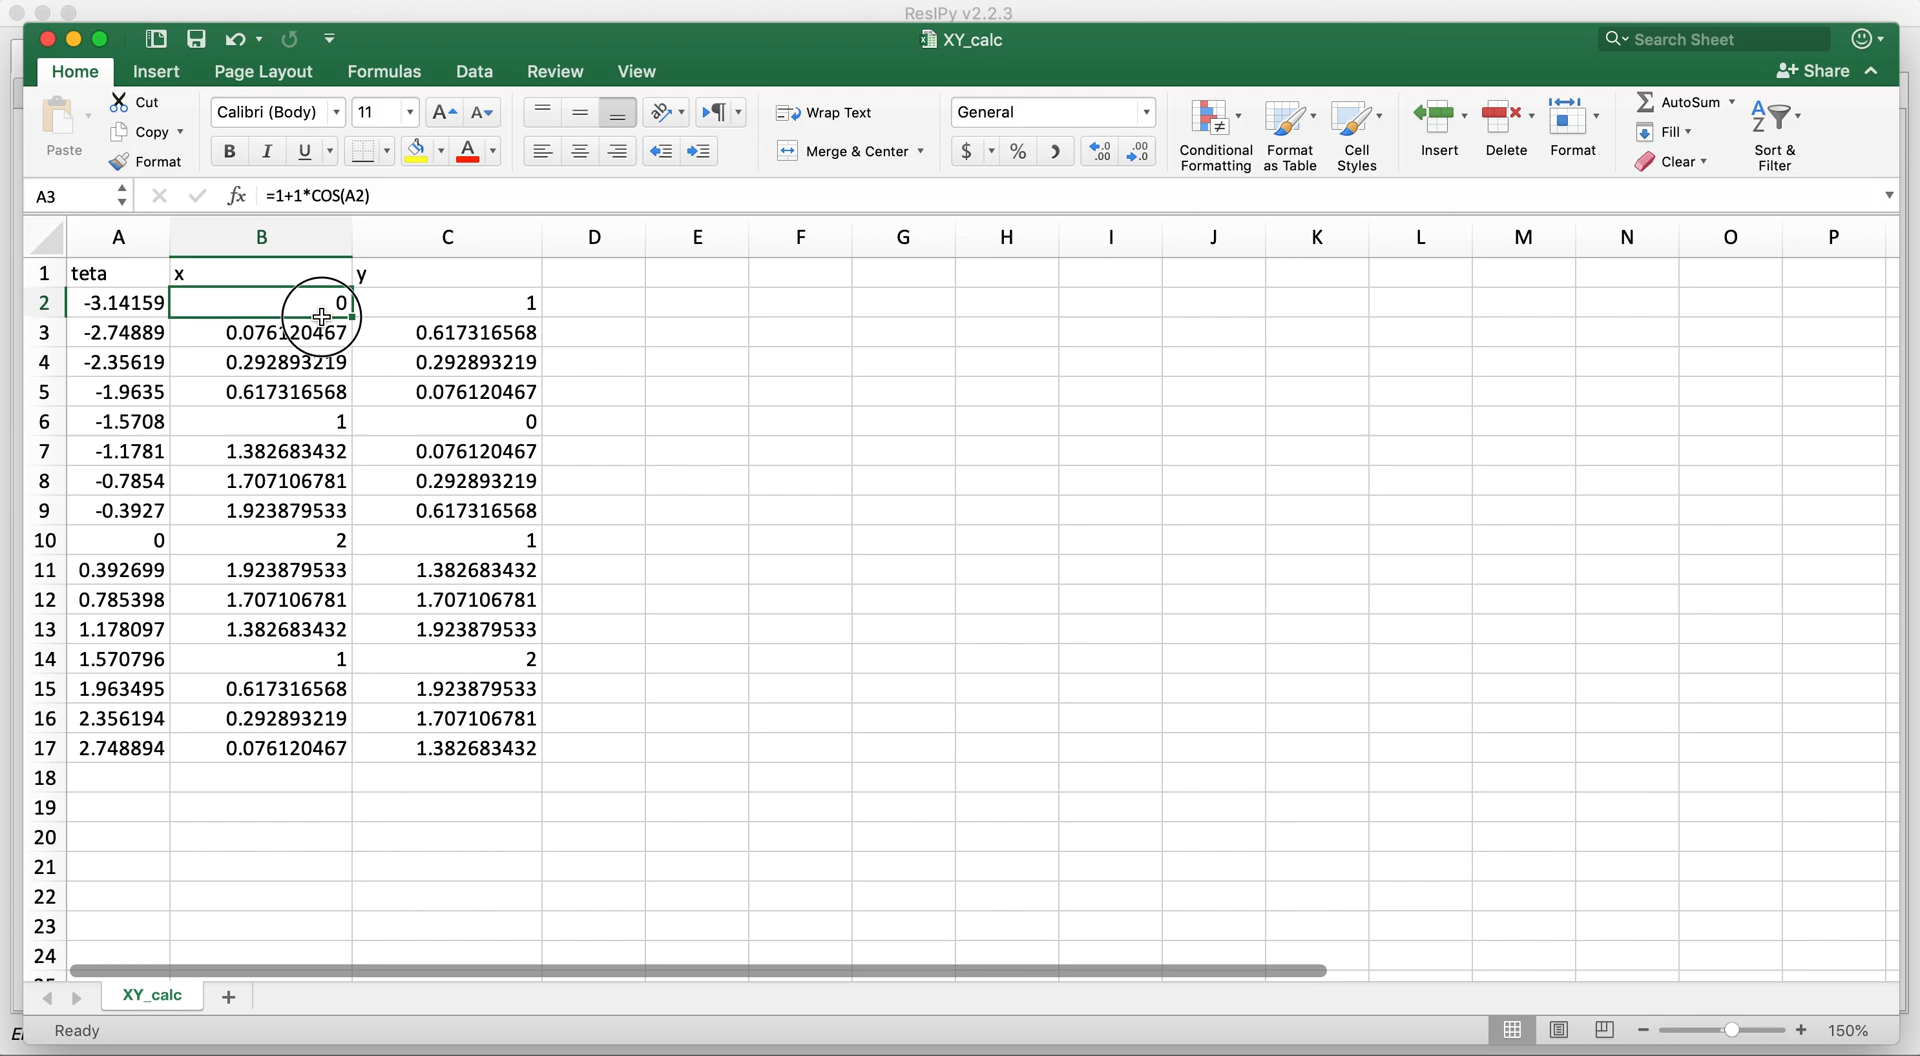 ResIPy v2.2.3
XY_calc
Search Sheet
Home Insert Page Layout Formulas Data Review View
Share
Paste
Cut
Copy
Format
Calibri (Body) 11
B I U A
Wrap Text
Merge & Center
General
$ %
Conditional Formatting
Format as Table
Cell Styles
Insert
Delete
Format
AutoSum
Fill
Clear
Sort & Filter
A3 fx =1+1*COS(A2)
A B C D E F G H I J K L M N O P
1 teta x y
2 -3.14159 0 1
3 -2.74889 0.076120467 0.617316568
4 -2.35619 0.292893219 0.292893219
5 -1.9635 0.617316568 0.076120467
6 -1.5708 1 0
7 -1.1781 1.382683432 0.076120467
8 -0.7854 1.707106781 0.292893219
9 -0.3927 1.923879533 0.617316568
10 0 2 1
11 0.392699 1.923879533 1.382683432
12 0.785398 1.707106781 1.707106781
13 1.178097 1.382683432 1.923879533
14 1.570796 1 2
15 1.963495 0.617316568 1.923879533
16 2.356194 0.292893219 1.707106781
17 2.748894 0.076120467 1.382683432
18
19
20
21
22
23
24
XY_calc +
Ready
150%